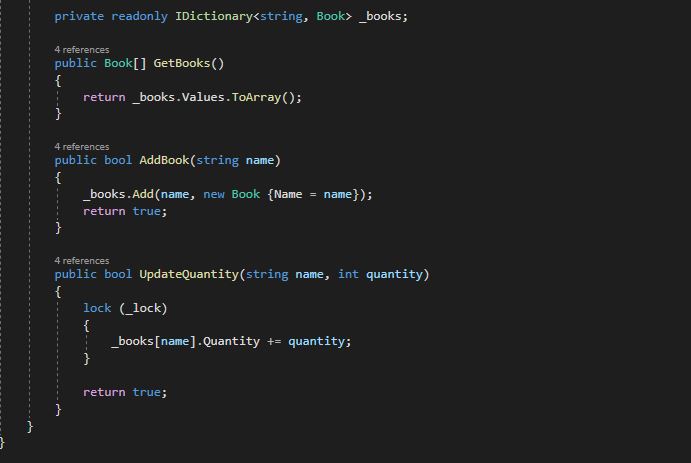 private readonly IDictionary<string, Book> _books;
4 references
public Book[] GetBooks()
{
return _books.Values.ToArray();
}
4 references
public bool AddBook(string name)
{
_books.Add(name, new Book {Name = name});
return true;
}
4 references
public bool UpdateQuantity(string name, int quantity)
{
lock (_lock)
{
_books[name].Quantity += quantity;
}
return true;
}
}
}